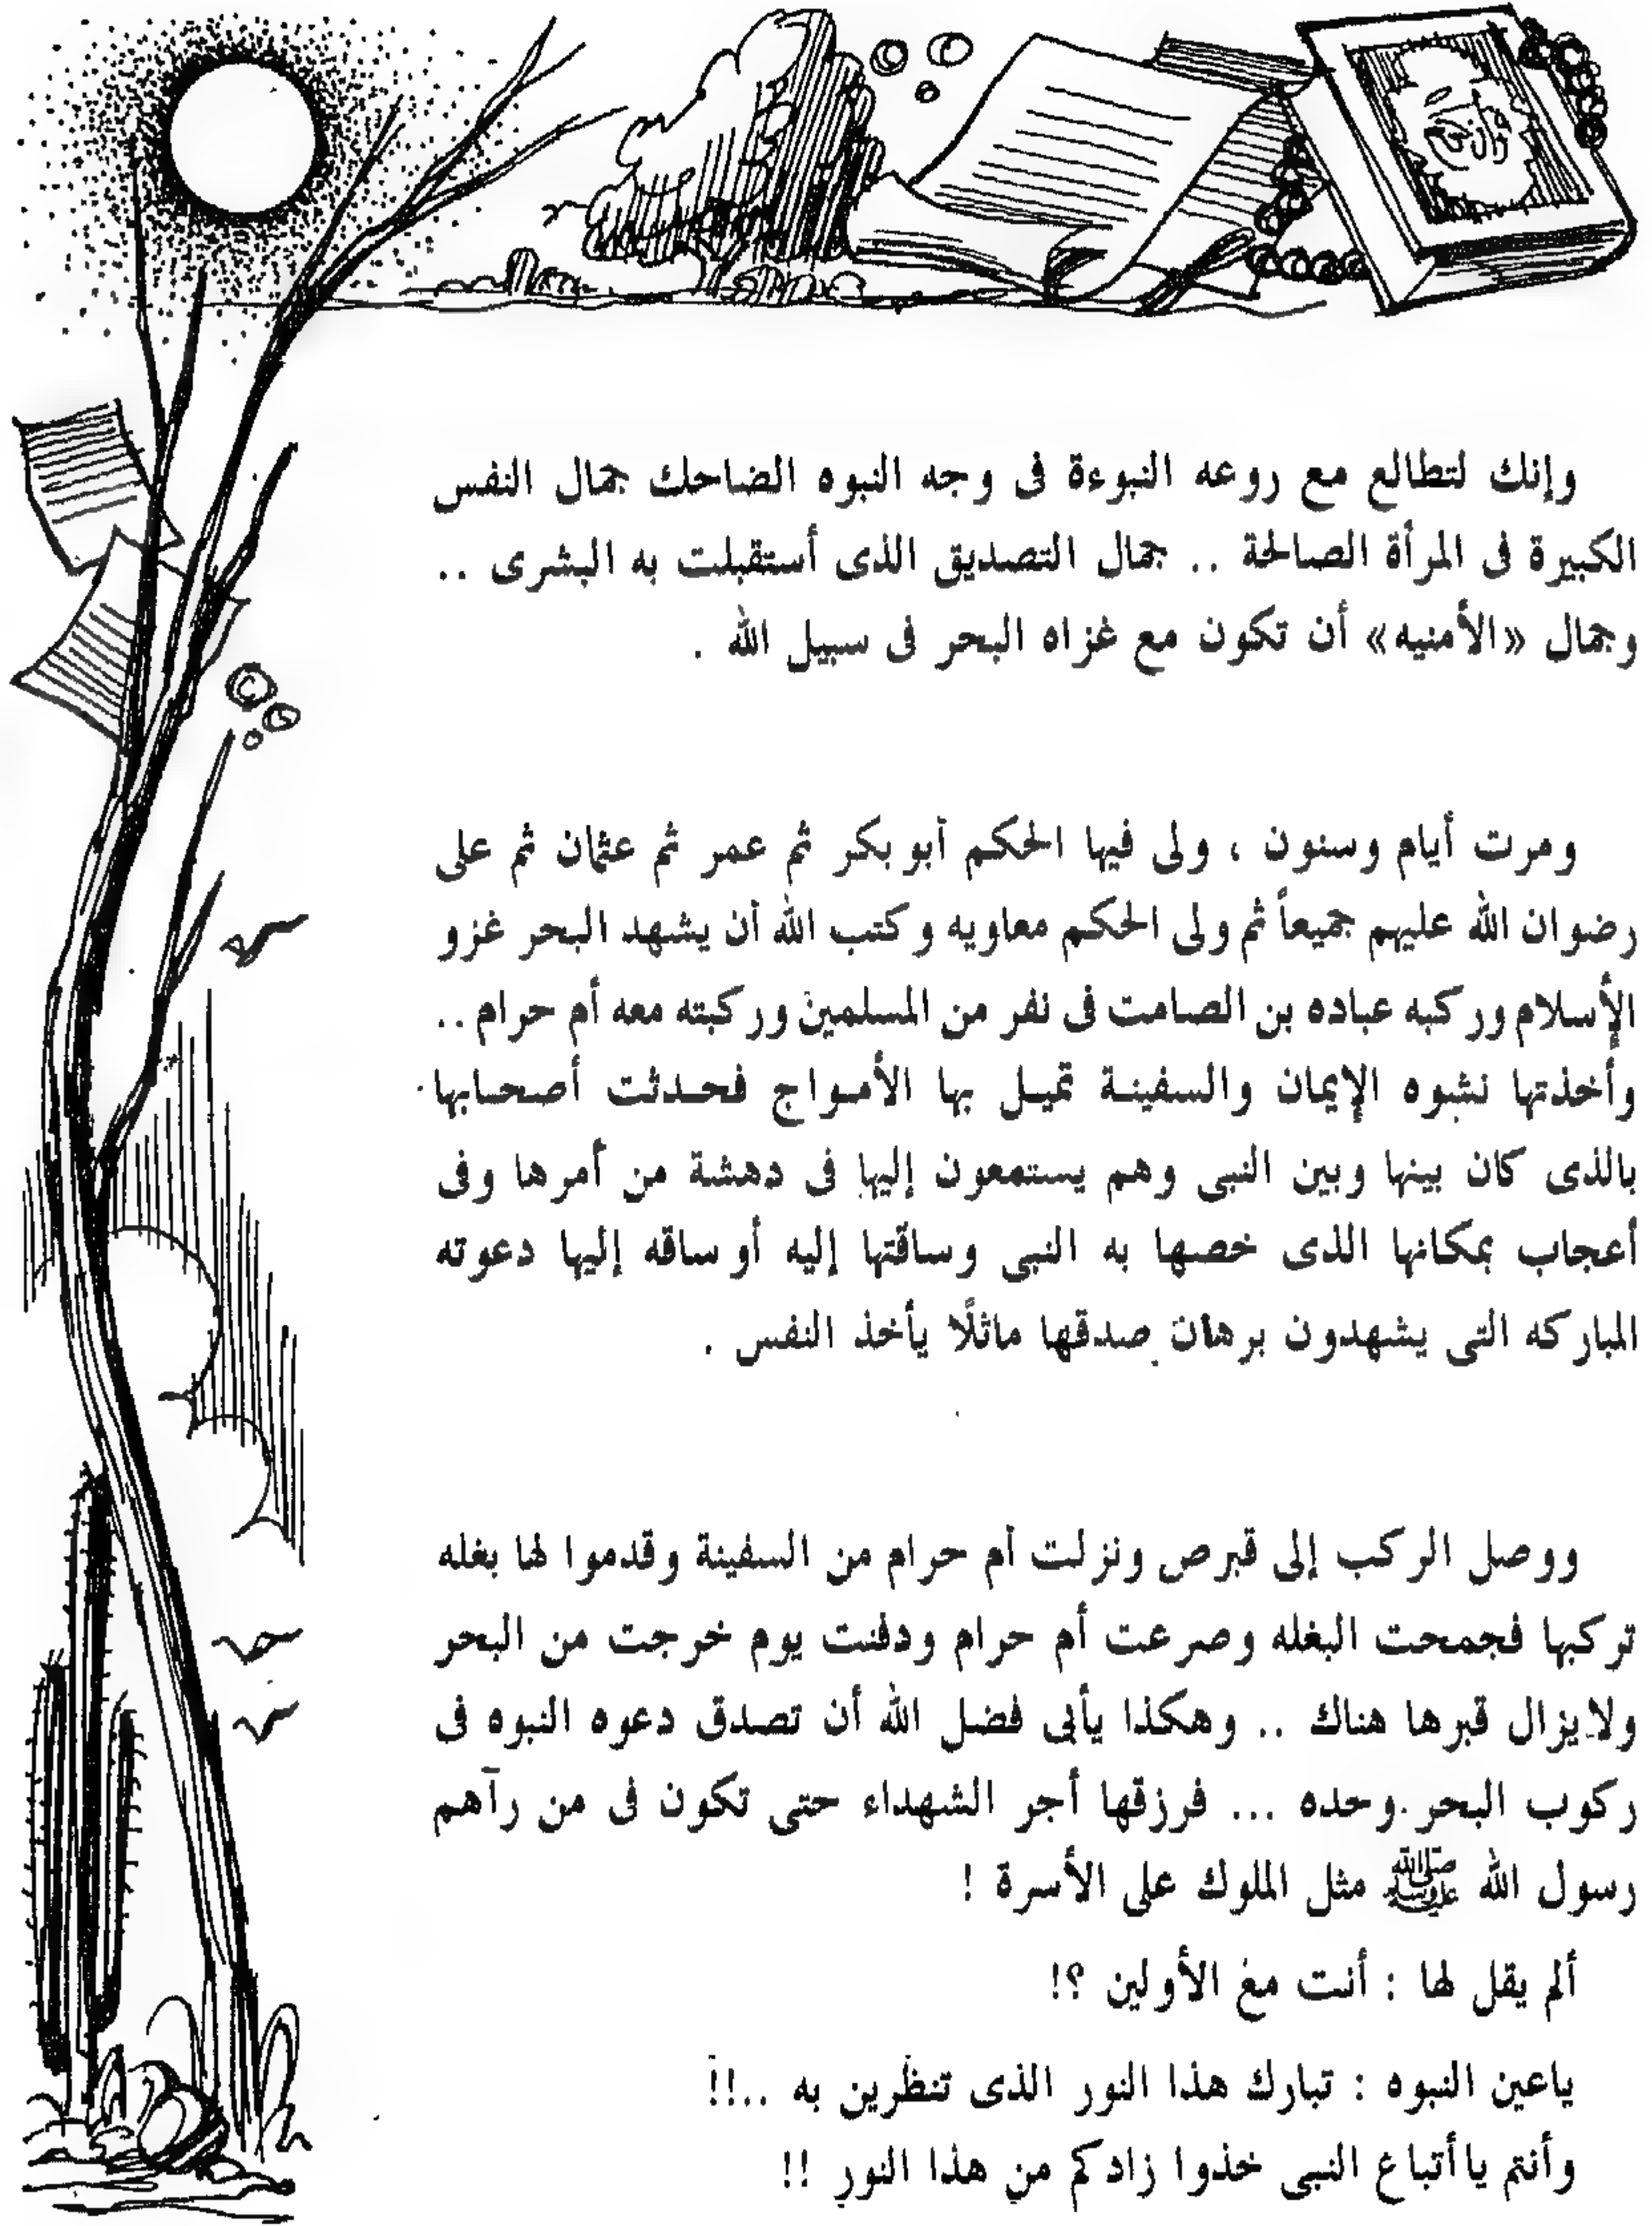 وإنك لتطالع مع روعه النبوءة فى وجه النبوه الضاحك جمال النفس
الكبيرة فى المرأة الصالحة .. جمال التصديق الذى أستقبلت به البشرى ..
وجمال «الأمنيه» أن تكون مع غزاه البحر فى سبيل الله .
ومرت أيام وسنون ، ولى فيها الحكم أبو بكر ثم عمر ثم عثمان ثم على
رضوان الله عليهم جميعاً ثم ولى الحكم معاويه وكتب الله أن يشهد البحر غزو
الإسلام وركبه عباده بن الصامت فى نفر من المسلمين وركبته معه أم حرام ..
وأخذتها نشوه الإيمان والسفينة تميل بها الأمواج فحدثت أصحابها
بالذى كان بينها وبين النبى وهم يستمعون إليها فى دهشة من أمرها وفى
أعجاب بمكانها الذى خصها به النبى وساقتها إليه أو ساقه إليها دعوته
المباركه التى يشهدون برهان صدقها ماثلًا يأخذ النفس .
ووصل الركب إلى قبرص ونزلت أم حرام من السفينة وقدموا لها بغله
تركبها فجمحت البغله وصرعت أم حرام ودفنت يوم خرجت من البحر
ولا يزال قبرها هناك .. وهكذا يأبى فضل الله أن تصدق دعوه النبوه فى
ركوب البحر وحده ... فرزقها أجر الشهداء حتى تكون فى من رآهم
رسول الله ﷺ مثل الملوك على الأسرة !
ألم يقل لها : أنت مع الأولين ؟!
ياعين النبوه : تبارك هذا النور الذى تنظرين به ..!!
وأنتم ياأتباع النبى خذوا زادكم من هذا النور !!